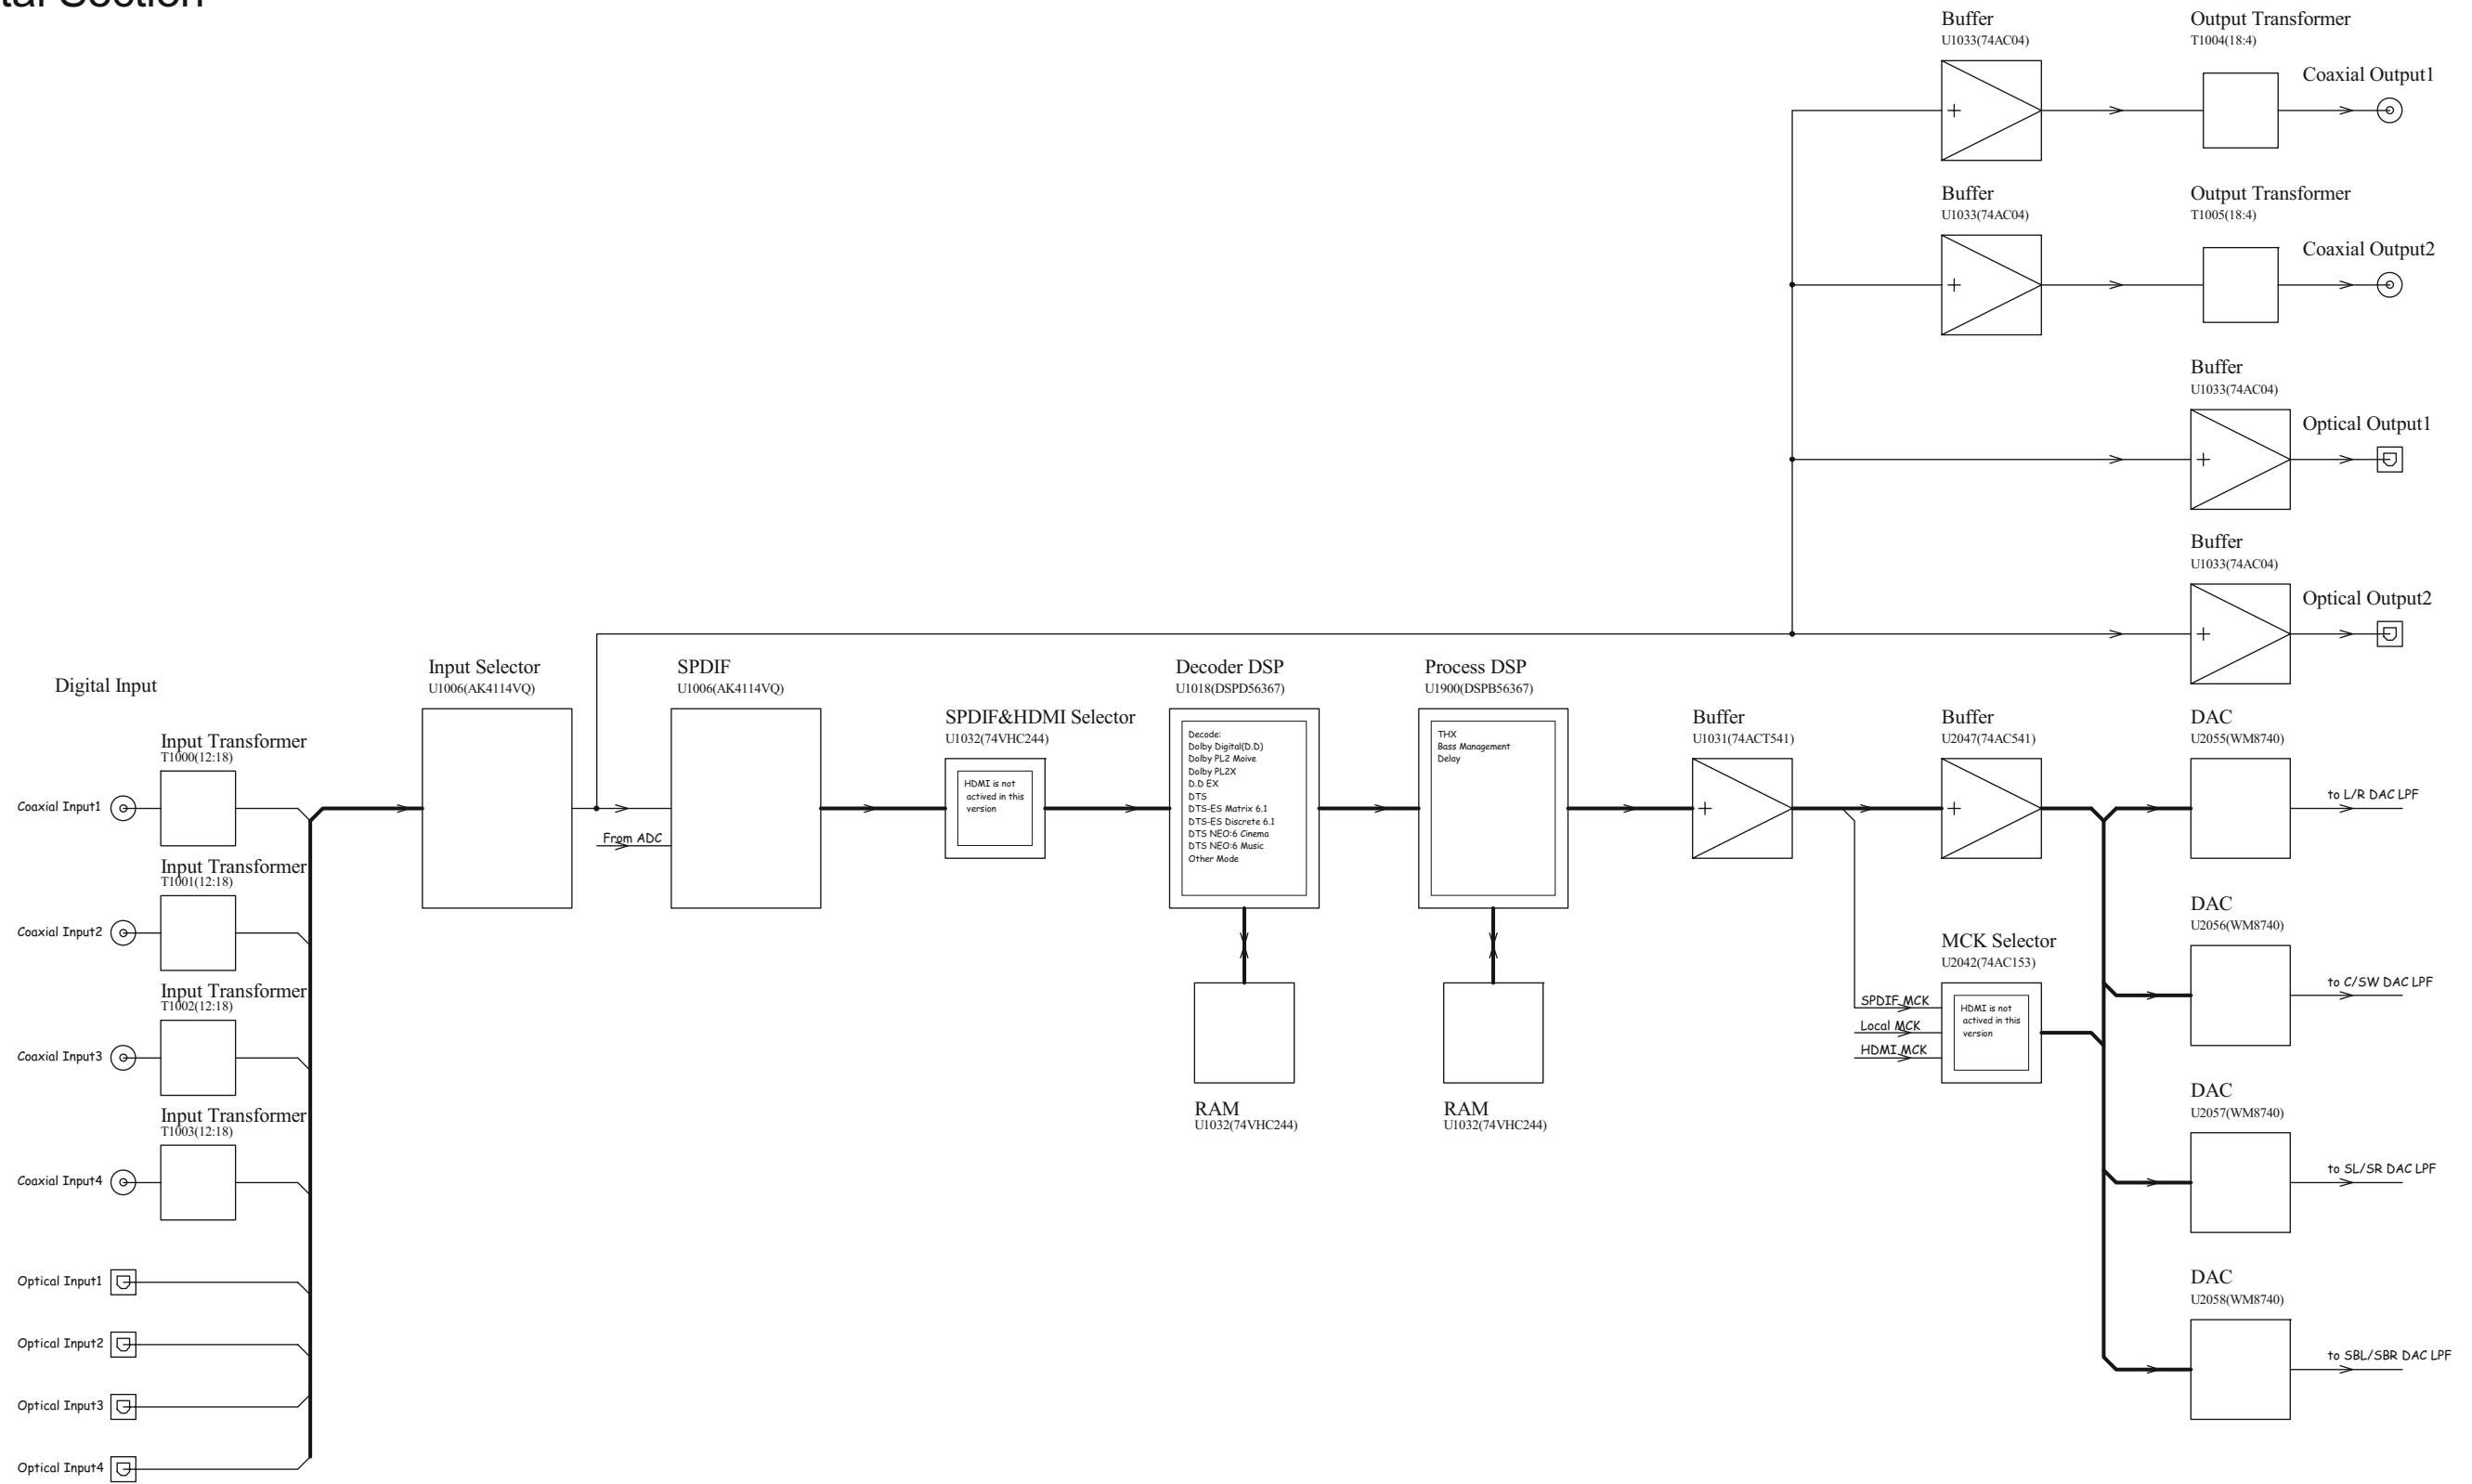 tal Section
Buffer
U1033(74AC04)
Output Transformer
T1004(18:4)
Coaxial Output1
Buffer
U1033(74AC04)
Output Transformer
T1005(18:4)
Coaxial Output2
Buffer
U1033(74AC04)
Optical Output1
Buffer
U1033(74AC04)
Optical Output2
Digital Input
Input Selector
U1006(AK4114VQ)
SPDIF
U1006(AK4114VQ)
From ADC
SPDIF&HDMI Selector
U1032(74VHC244)
HDMI is not
actived in this
version
Decoder DSP
U1018(DSPD56367)
Decode:
Dolby Digital(D.D)
Dolby PL2 Moive
Dolby PL2X
D.D EX
DTS
DTS-ES Matrix 6.1
DTS-ES Discrete 6.1
DTS NEO:6 Cinema
DTS NEO:6 Music
Other Mode
Process DSP
U1900(DSPB56367)
THX
Bass Management
Delay
Buffer
U1031(74ACT541)
Buffer
U2047(74AC541)
DAC
U2055(WM8740)
to L/R DAC LPF
Input Transformer
T1000(12:18)
Coaxial Input1
Input Transformer
T1001(12:18)
Coaxial Input2
Input Transformer
T1002(12:18)
Coaxial Input3
Input Transformer
T1003(12:18)
Coaxial Input4
Optical Input1
Optical Input2
Optical Input3
Optical Input4
RAM
U1032(74VHC244)
RAM
U1032(74VHC244)
MCK Selector
U2042(74AC153)
SPDIF MCK
Local MCK
HDMI MCK
HDMI is not
actived in this
version
DAC
U2056(WM8740)
to C/SW DAC LPF
DAC
U2057(WM8740)
to SL/SR DAC LPF
DAC
U2058(WM8740)
to SBL/SBR DAC LPF